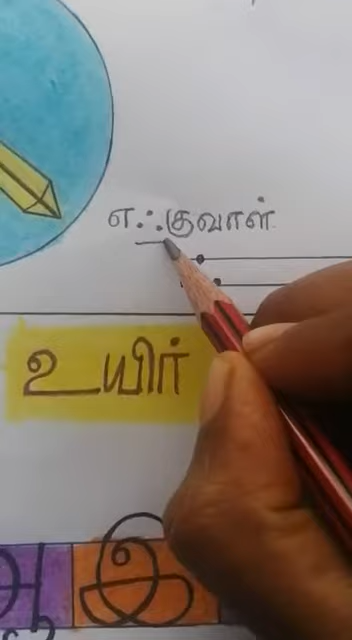 எஃகுவாள்
உயிர்
ஆ இ